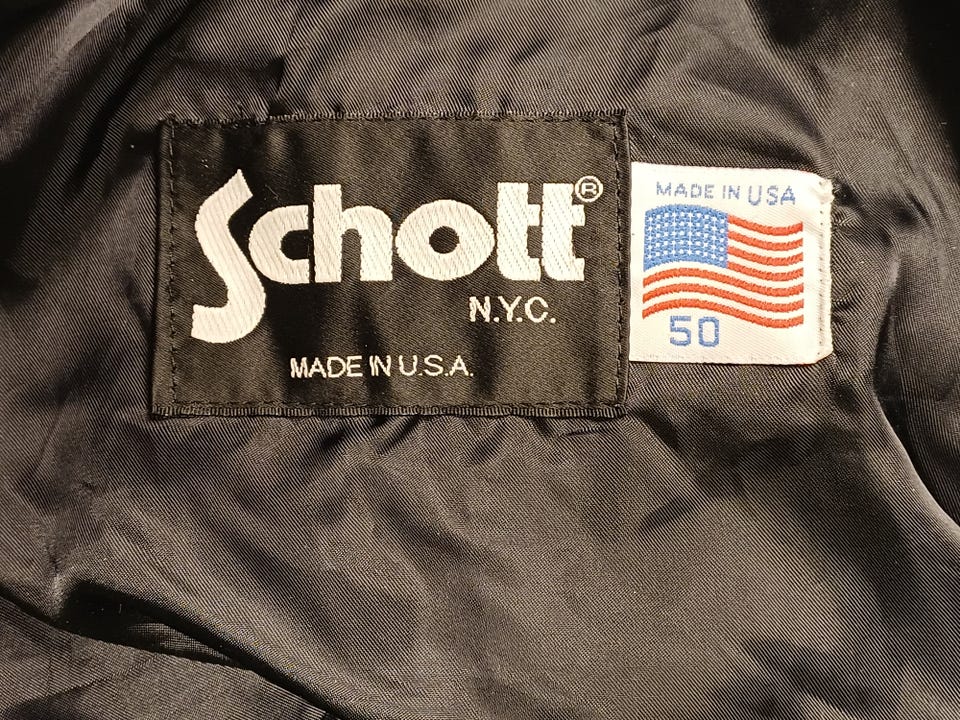 Schott®
N.Y.C.
MADE IN U.S.A.
MADE IN USA
50